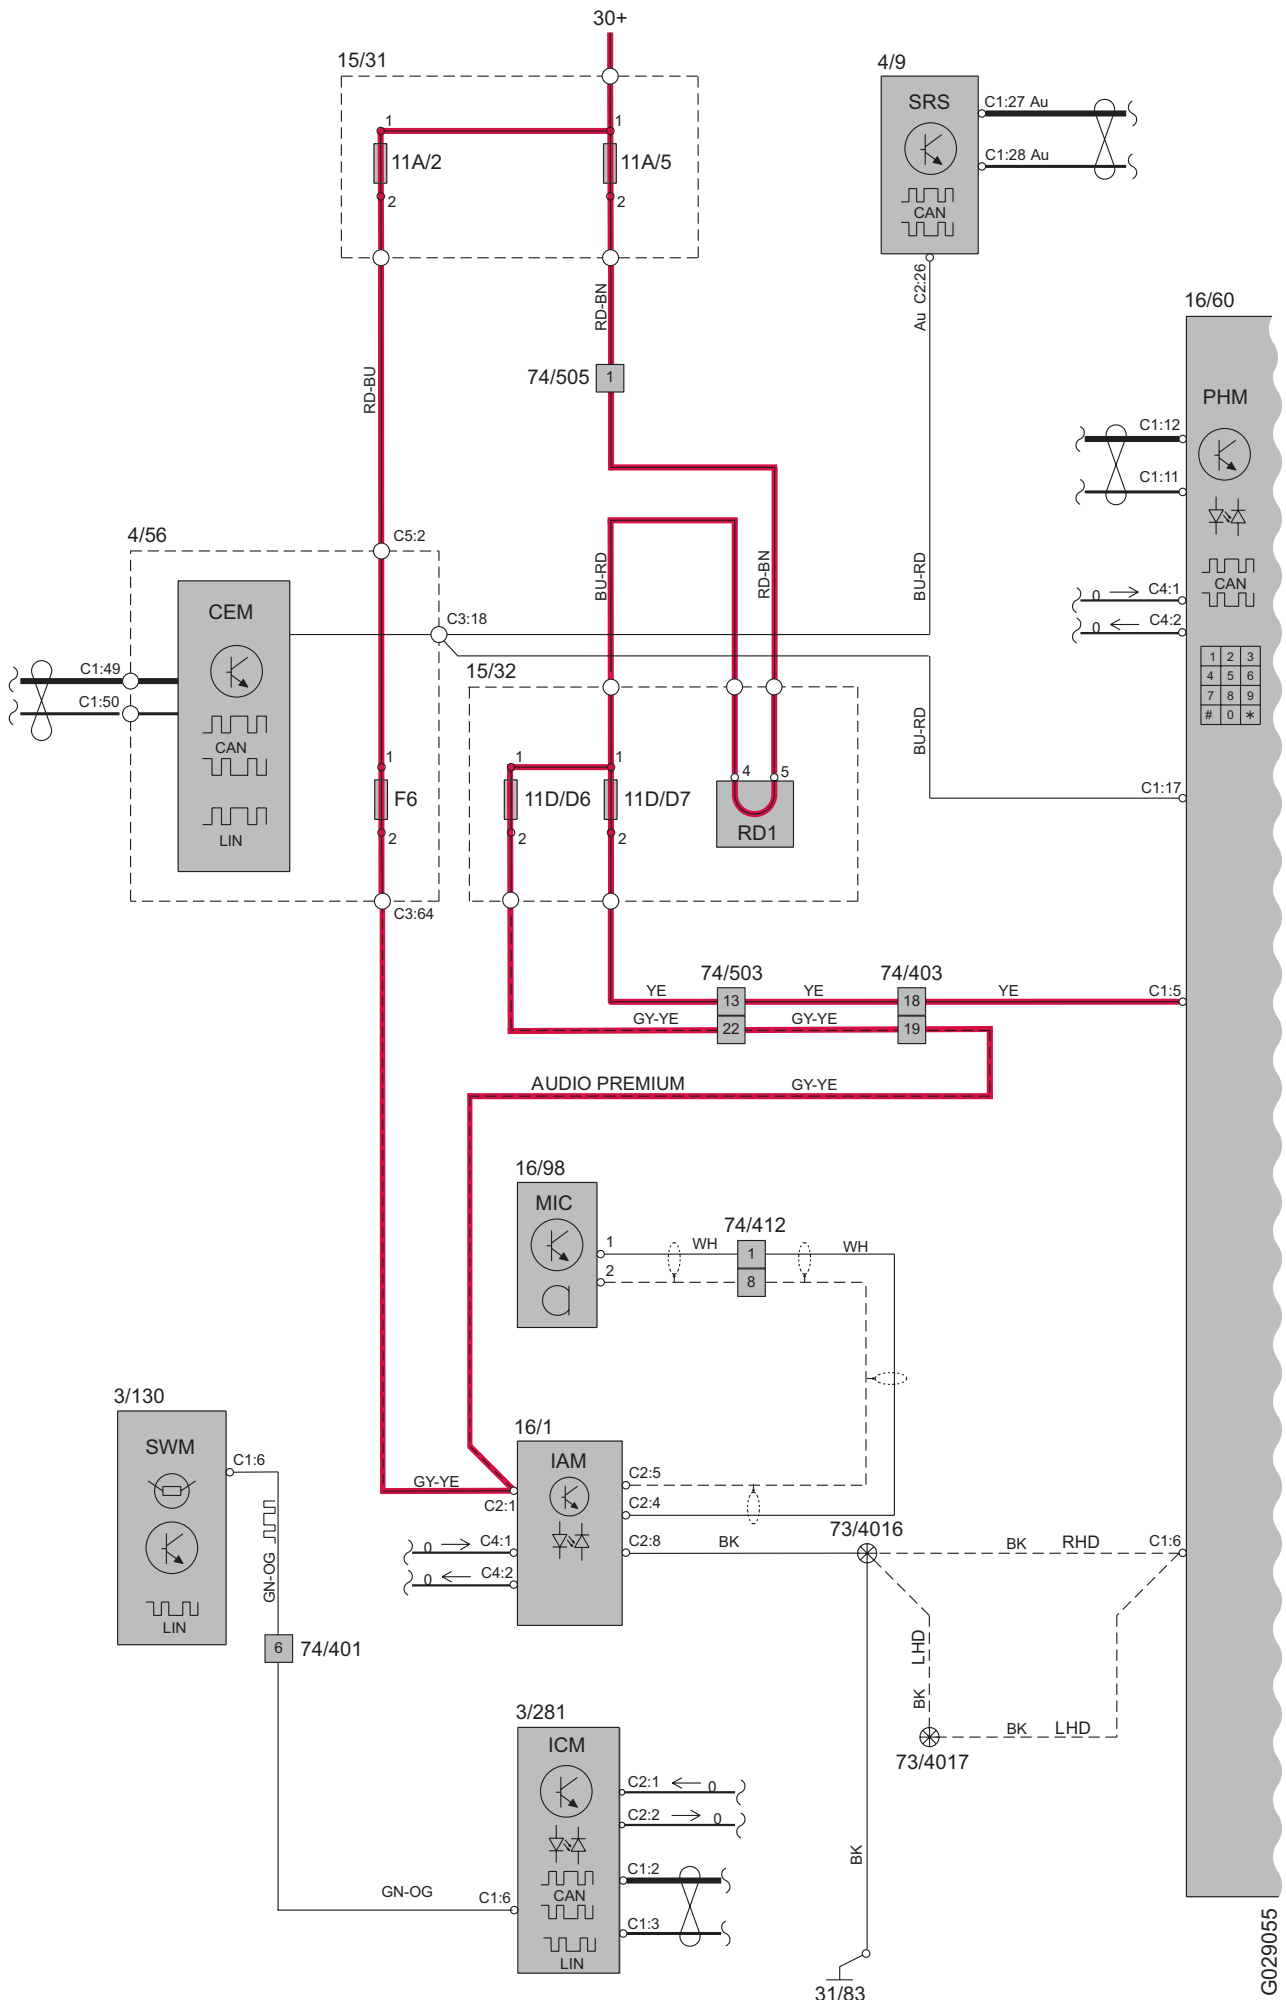 30+
15/31
1
1
11A/2
11A/5
2
2
RD-BU
RD-BN
74/505
1
4/9
SRS
CAN
C1:27 Au
C1:28 Au
Au C2:26
BU-RD
16/60
PHM
C1:12
C1:11
CAN
C4:1
0
C4:2
0
1 2 3
4 5 6
7 8 9
# 0 *
4/56
C5:2
CEM
C3:18
C1:49
C1:50
CAN
LIN
1
F6
2
C3:64
BU-RD
RD-BN
15/32
1
1
11D/D6
11D/D7
2
2
4
5
RD1
BU-RD
C1:17
74/503
74/403
YE
13
YE
18
YE
C1:5
GY-YE
22
GY-YE
19
AUDIO PREMIUM
GY-YE
16/98
MIC
1
2
WH
74/412
1
8
WH
3/130
SWM
C1:6
LIN
GN-OG
6
74/401
16/1
IAM
GY-YE
C2:1
C2:5
C2:4
C2:8
BK
C4:1
0
C4:2
0
73/4016
BK
RHD
C1:6
LHD
BK
BK
LHD
73/4017
3/281
ICM
C2:1
0
C2:2
0
C1:2
CAN
C1:3
LIN
GN-OG
C1:6
BK
31/83
G029055